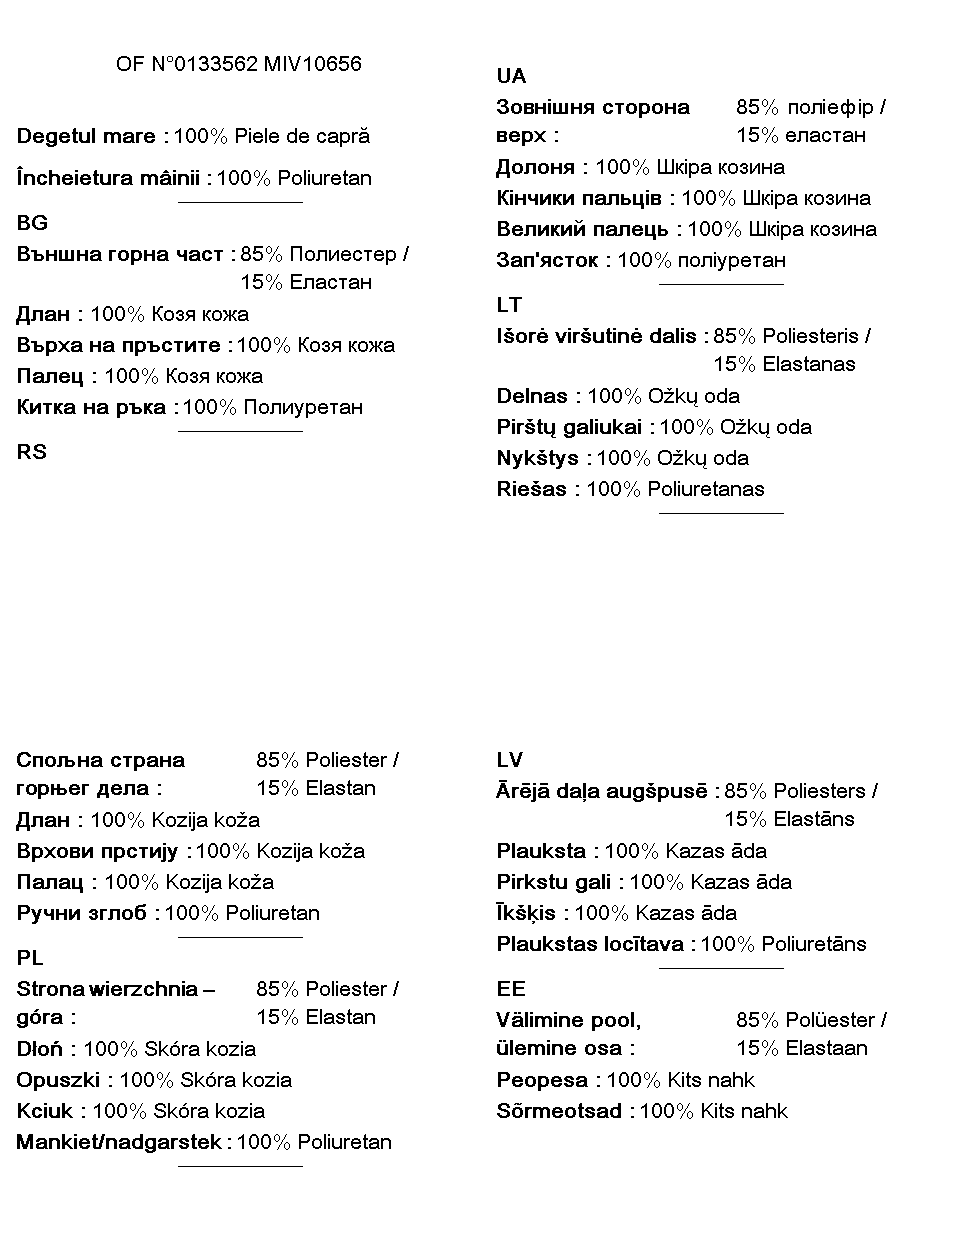 OF N°0133562 MIV10656
Degetul mare : 100% Piele de capră
Încheietura mâinii : 100% Poliuretan
BG
Външна горна част : 85% Полиестер /
15% Еластан
Длан : 100% Козя кожа
Върха на пръстите : 100% Козя кожа
Палец : 100% Козя кожа
Китка на ръка : 100% Полиуретан
RS
Спољна страна 85% Poliester /
горњег дела : 15% Elastan
Длан : 100% Kozija koža
Врхови прстију : 100% Kozija koža
Палац : 100% Kozija koža
Ручни зглоб : 100% Poliuretan
PL
Strona wierzchnia – 85% Poliester /
góra : 15% Elastan
Dłoń : 100% Skóra kozia
Opuszki : 100% Skóra kozia
Kciuk : 100% Skóra kozia
Mankiet/nadgarstek : 100% Poliuretan
UA
Зовнішня сторона 85% поліефір /
верх : 15% еластан
Долоня : 100% Шкіра козина
Кінчики пальців : 100% Шкіра козина
Великий палець : 100% Шкіра козина
Зап'ясток : 100% поліуретан
LT
Išorė viršutinė dalis : 85% Poliesteris /
15% Elastanas
Delnas : 100% Ožkų oda
Pirštų galiukai : 100% Ožkų oda
Nykštys : 100% Ožkų oda
Riešas : 100% Poliuretanas
LV
Ārējā daļa augšpusē : 85% Poliesters /
15% Elastāns
Plauksta : 100% Kazas āda
Pirkstu gali : 100% Kazas āda
Īkšķis : 100% Kazas āda
Plaukstas locītava : 100% Poliuretāns
EE
Välimine pool, 85% Polüester /
ülemine osa : 15% Elastaan
Peopesa : 100% Kits nahk
Sõrmeotsad : 100% Kits nahk